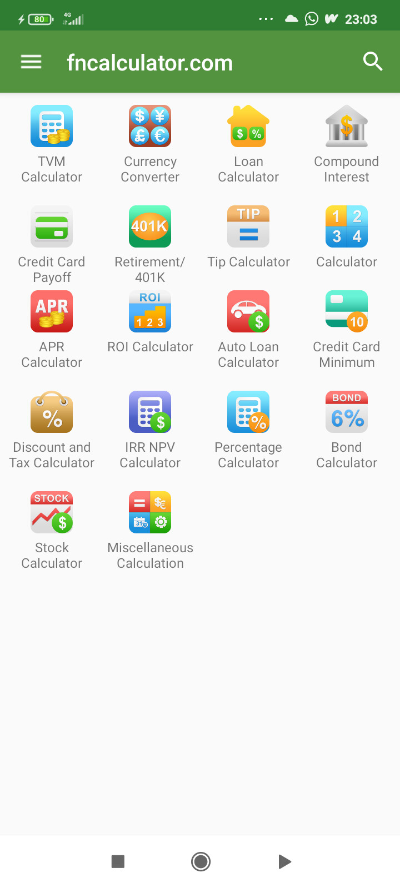 80 4G 23:03
fncalculator.com
TVM Calculator
$ ¥ £ € Currency Converter
$ % Loan Calculator
$ Compound Interest
Credit Card Payoff
401K Retirement/ 401K
TIP Tip Calculator
1 2 3 4 Calculator
APR APR Calculator
ROI 1 2 3 ROI Calculator
$ Auto Loan Calculator
10 Credit Card Minimum
% Discount and Tax Calculator
$ IRR NPV Calculator
% Percentage Calculator
BOND 6% Bond Calculator
STOCK $ Stock Calculator
Miscellaneous Calculation